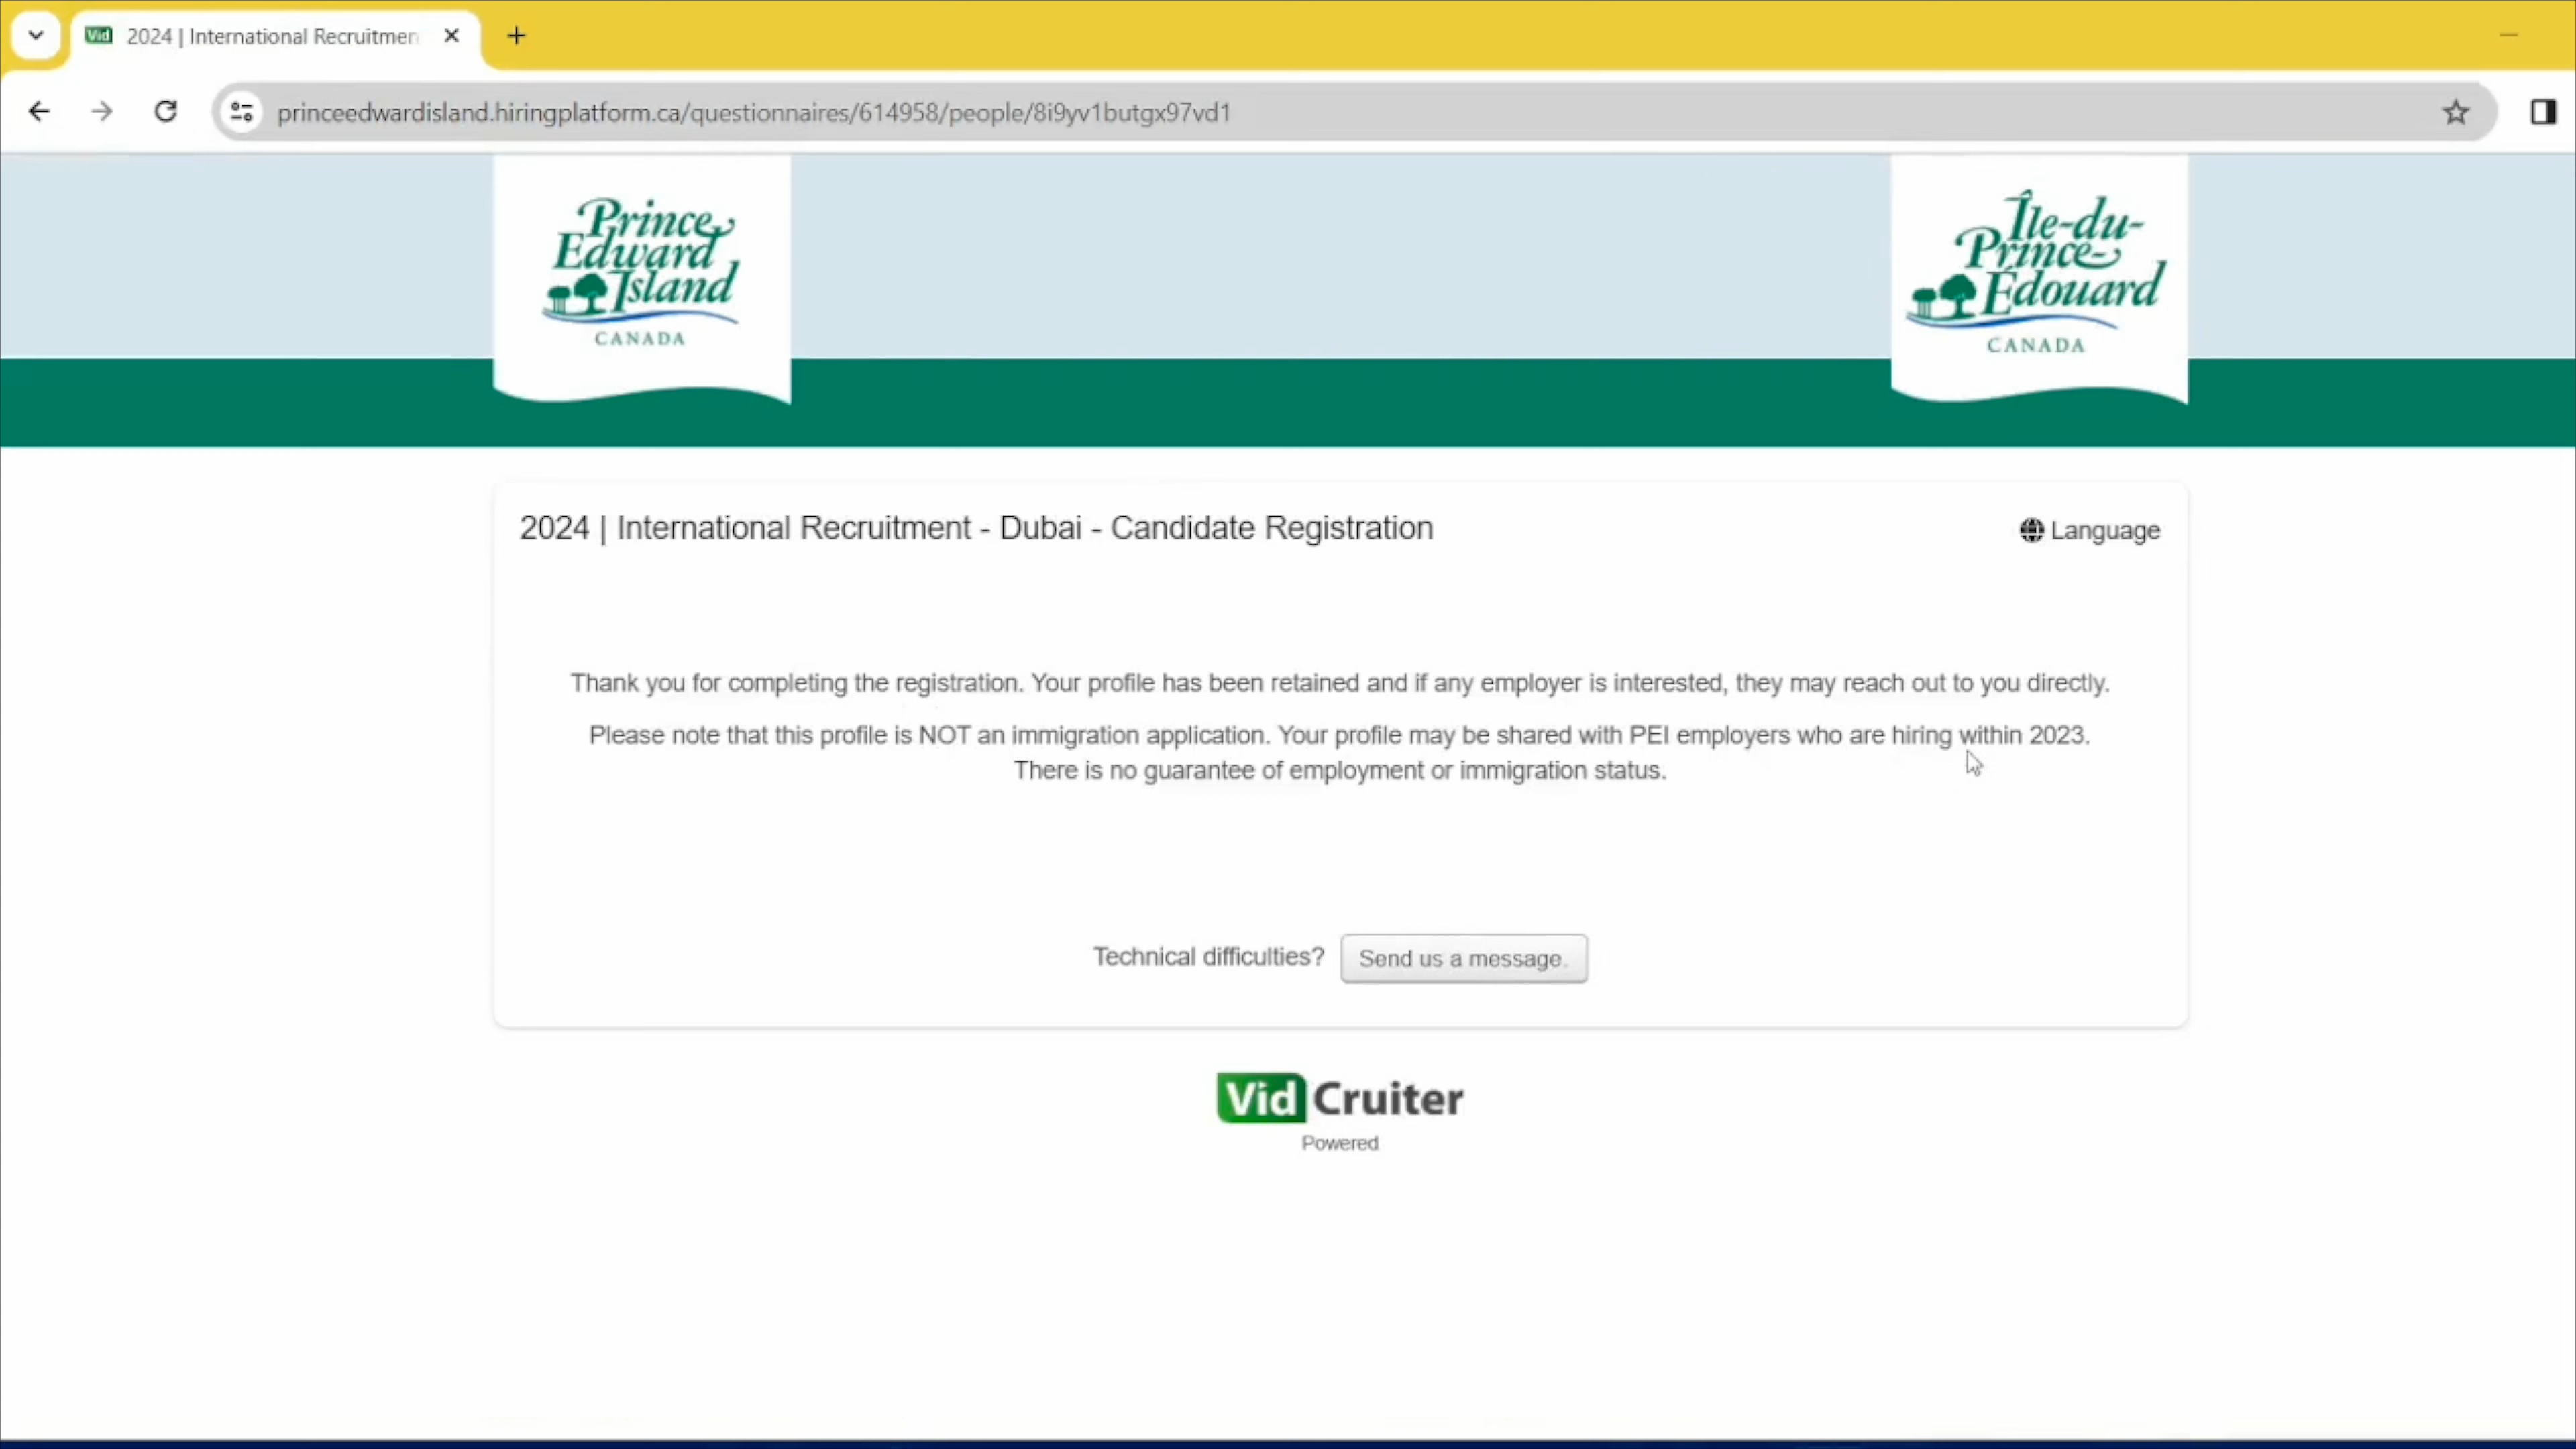 Vid 2024 | International Recruitmen
princeedwardisland.hiringplatform.ca/questionnaires/614958/people/8i9yv1butgx97vd1
Prince
Edward
Island
CANADA
Île-du-
Prince-
Édouard
CANADA
2024 | International Recruitment - Dubai - Candidate Registration
Language
Thank you for completing the registration. Your profile has been retained and if any employer is interested, they may reach out to you directly.
Please note that this profile is NOT an immigration application. Your profile may be shared with PEI employers who are hiring within 2023.
There is no guarantee of employment or immigration status.
Technical difficulties? Send us a message.
VidCruiter
Powered